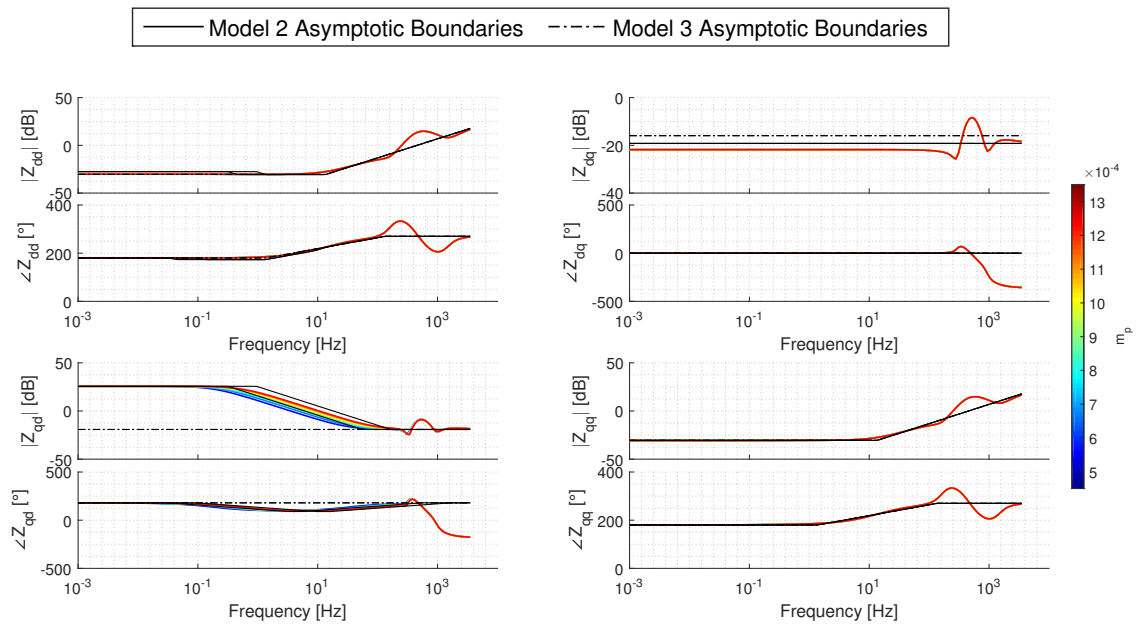 Model 2 Asymptotic Boundaries Model 3 Asymptotic Boundaries
|Z_dd| [dB]
50
0
-50
∠Z_dd [°]
400
200
0
10^-3 10^-1 10^1 10^3
Frequency [Hz]
|Z_dq| [dB]
0
-20
-40
∠Z_dq [°]
500
0
-500
10^-3 10^-1 10^1 10^3
Frequency [Hz]
|Z_qd| [dB]
50
0
-50
∠Z_qd [°]
500
0
-500
10^-3 10^-1 10^1 10^3
Frequency [Hz]
|Z_qq| [dB]
50
0
-50
∠Z_qq [°]
400
200
0
10^-3 10^-1 10^1 10^3
Frequency [Hz]
×10^-4
13
12
11
10
9
8
7
6
5
m_p